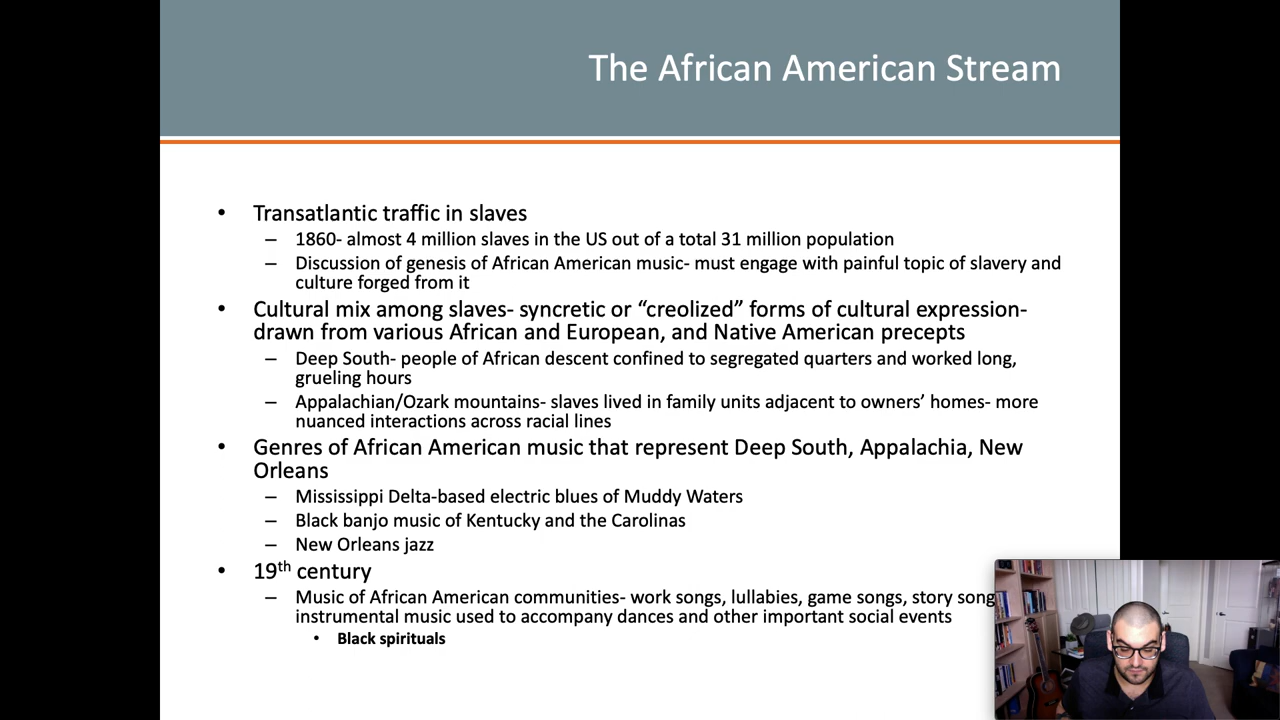 The African American Stream
• Transatlantic traffic in slaves
– 1860- almost 4 million slaves in the US out of a total 31 million population
– Discussion of genesis of African American music- must engage with painful topic of slavery and
culture forged from it
• Cultural mix among slaves- syncretic or “creolized” forms of cultural expression-
drawn from various African and European, and Native American precepts
– Deep South- people of African descent confined to segregated quarters and worked long,
grueling hours
– Appalachian/Ozark mountains- slaves lived in family units adjacent to owners’ homes- more
nuanced interactions across racial lines
• Genres of African American music that represent Deep South, Appalachia, New
Orleans
– Mississippi Delta-based electric blues of Muddy Waters
– Black banjo music of Kentucky and the Carolinas
– New Orleans jazz
• 19th century
– Music of African American communities- work songs, lullabies, game songs, story song
instrumental music used to accompany dances and other important social events
• Black spirituals